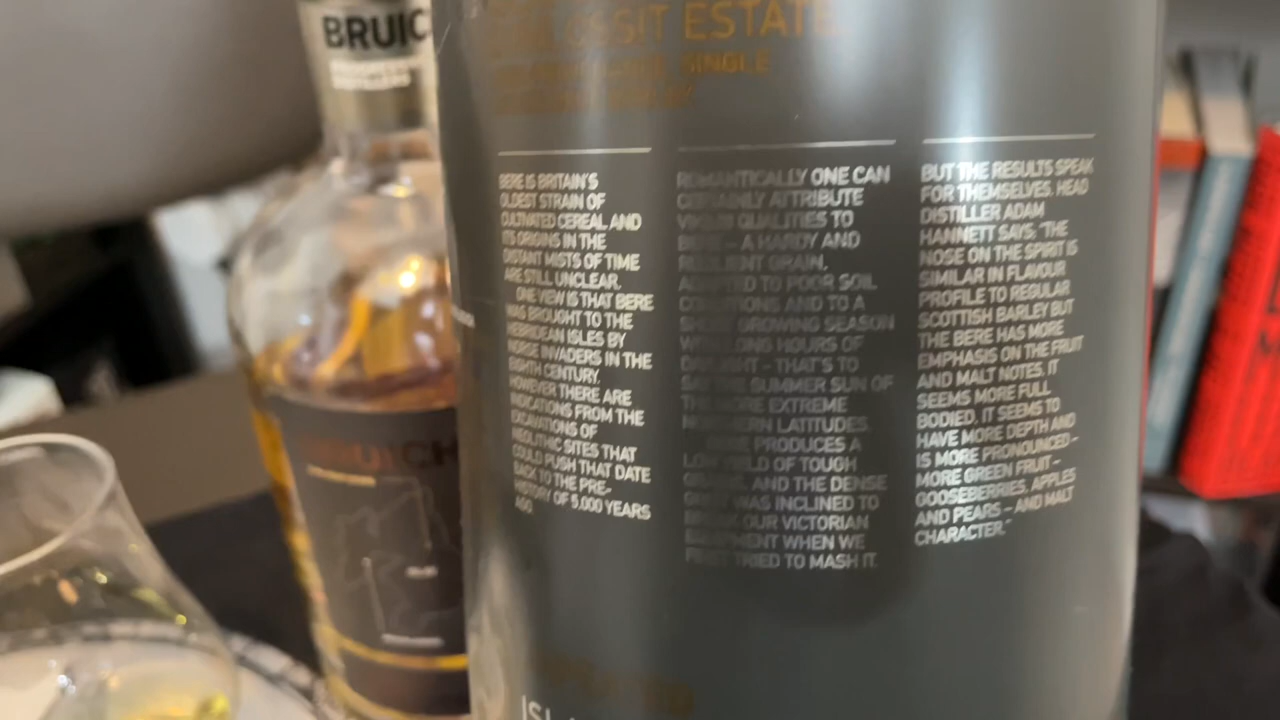 BRUIC
ESTATE
SINGLE
BERE IS BRITAIN'S
OLDEST STRAIN OF
CULTIVATED CEREAL AND
ITS ORIGINS IN THE
DISTANT MISTS OF TIME
ARE STILL UNCLEAR.
ONE VIEW IS THAT BERE
WAS BROUGHT TO THE
HEBRIDEAN ISLES BY
NORSE INVADERS IN THE
EIGHTH CENTURY.
HOWEVER THERE ARE
INDICATIONS FROM THE
EXCAVATIONS OF
NEOLITHIC SITES THAT
COULD PUSH THAT DATE
BACK TO THE PRE-
HISTORY OF 5,000 YEARS
AGO.
ROMANTICALLY ONE CAN
CERTAINLY ATTRIBUTE
QUALITIES TO
BERE – A HARDY AND
RESILIENT GRAIN,
ADAPTED TO POOR SOIL
CONDITIONS AND TO A
SHORT GROWING SEASON
WITH LONG HOURS OF
DAYLIGHT – THAT'S TO
SAY THE SUMMER SUN OF
THE MORE EXTREME
NORTHERN LATITUDES.
BERE PRODUCES A
LOW YIELD OF TOUGH
AND THE DENSE
WAS INCLINED TO
BREAK OUR VICTORIAN
EQUIPMENT WHEN WE
FIRST TRIED TO MASH IT.
BUT THE RESULTS SPEAK
FOR THEMSELVES. HEAD
DISTILLER ADAM
HANNETT SAYS: "THE
NOSE ON THE SPIRIT IS
SIMILAR IN FLAVOUR
PROFILE TO REGULAR
SCOTTISH BARLEY BUT
THE BERE HAS MORE
EMPHASIS ON THE FRUIT
AND MALT NOTES. IT
SEEMS MORE FULL
BODIED. IT SEEMS TO
HAVE MORE DEPTH AND
IS MORE PRONOUNCED –
MORE GREEN FRUIT –
GOOSEBERRIES, APPLES
AND PEARS – AND MALT
CHARACTER."